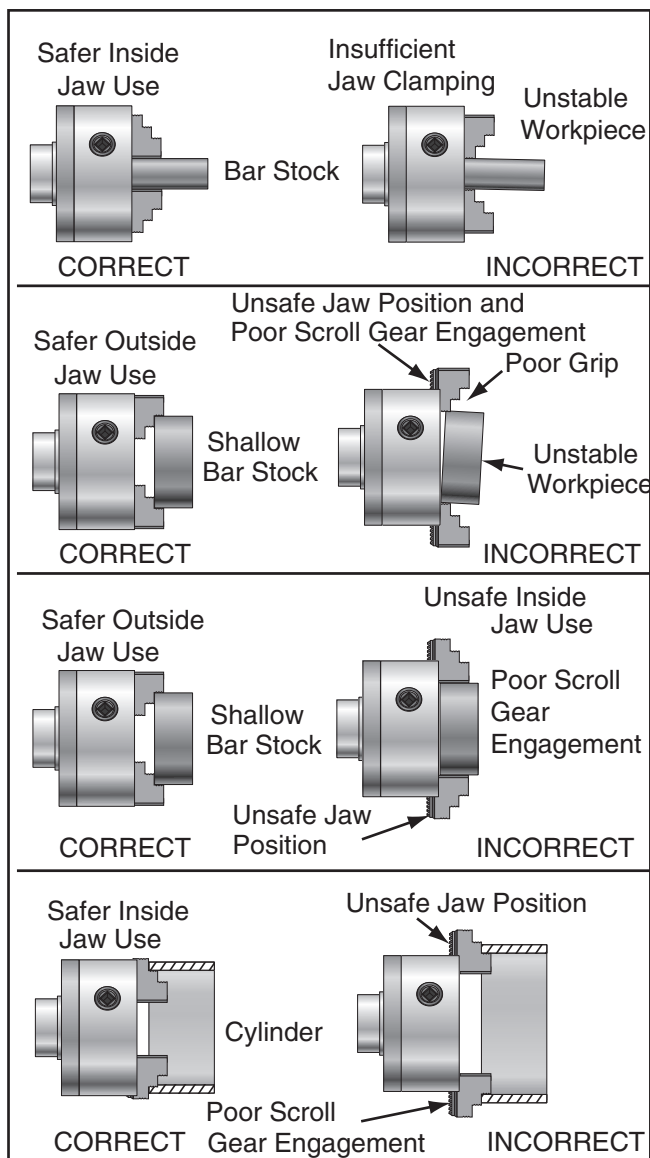 Safer Inside
Jaw Use
Bar Stock
CORRECT
Insufficient
Jaw Clamping
Unstable
Workpiece
INCORRECT
Safer Outside
Jaw Use
Shallow
Bar Stock
CORRECT
Unsafe Jaw Position and
Poor Scroll Gear Engagement
Poor Grip
Unstable
Workpiece
INCORRECT
Safer Outside
Jaw Use
Shallow
Bar Stock
CORRECT
Unsafe Inside
Jaw Use
Poor Scroll
Gear
Engagement
Unsafe Jaw
Position
INCORRECT
Safer Inside
Jaw Use
Cylinder
CORRECT
Unsafe Jaw Position
Poor Scroll
Gear Engagement
INCORRECT